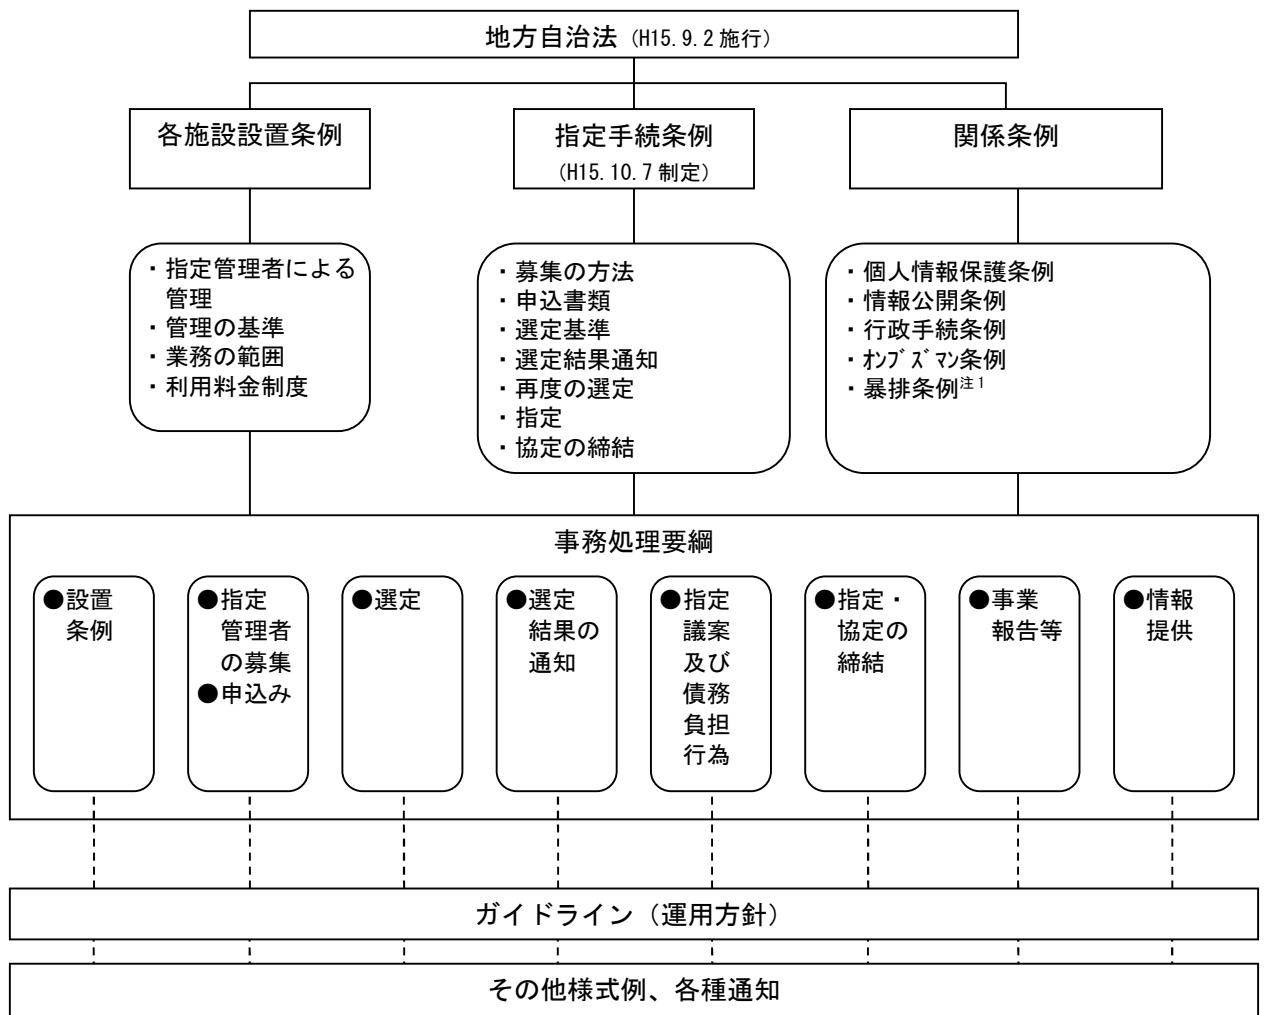 地方自治法（H15.9.2 施行）
各施設設置条例
指定手続条例
（H15.10.7 制定）
関係条例
・指定管理者による
管理
・管理の基準
・業務の範囲
・利用料金制度
・募集の方法
・申込書類
・選定基準
・選定結果通知
・再度の選定
・指定
・協定の締結
・個人情報保護条例
・情報公開条例
・行政手続条例
・ｵﾝﾌﾞｽﾞﾏﾝ条例
・暴排条例注1
事務処理要綱
●設置
条例
●指定
管理者
の募集
●申込み
●選定
●選定
結果の
通知
●指定
議案
及び
債務
負担
行為
●指定・
協定の
締結
●事業
報告等
●情報
提供
ガイドライン（運用方針）
その他様式例、各種通知